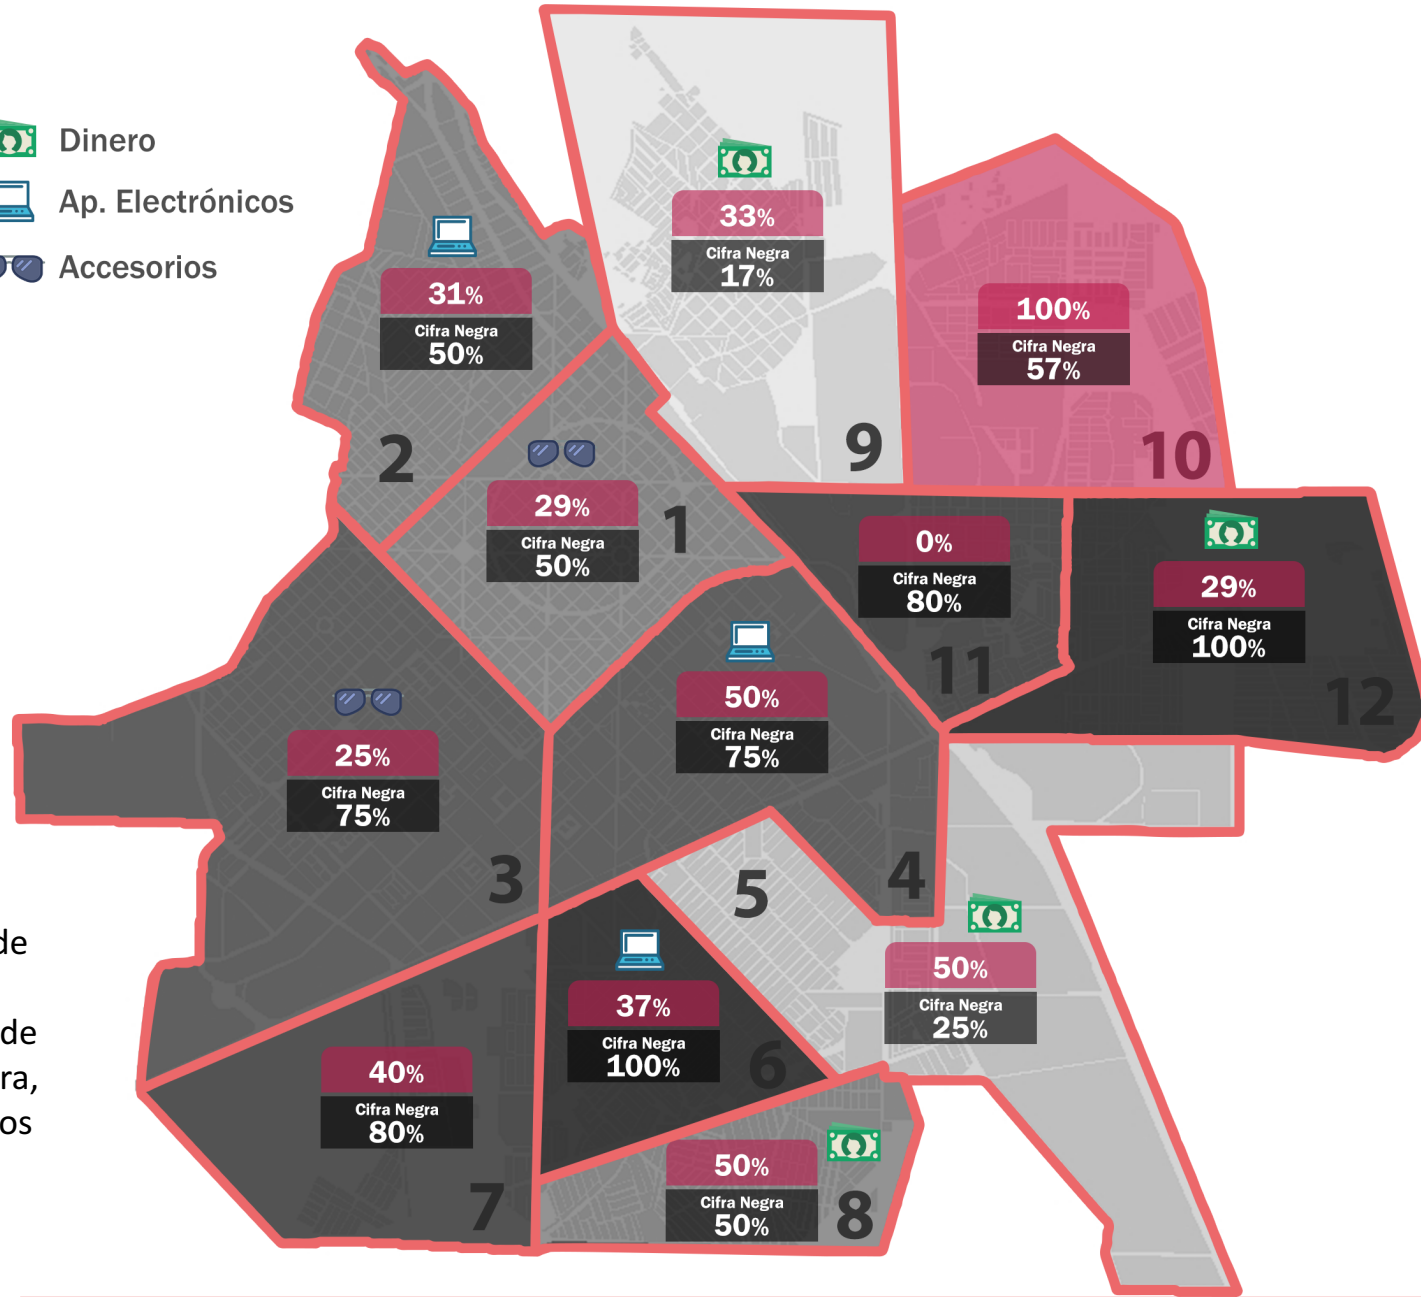 Dinero
Ap. Electrónicos
Accesorios
33%
Cifra Negra
17%
9
100%
Cifra Negra
57%
10
31%
Cifra Negra
50%
2
29%
Cifra Negra
50%
1
0%
Cifra Negra
80%
11
29%
Cifra Negra
100%
12
50%
Cifra Negra
75%
4
25%
Cifra Negra
75%
3
5
50%
Cifra Negra
25%
37%
Cifra Negra
100%
6
40%
Cifra Negra
80%
7
50%
Cifra Negra
50%
8
de
de
ra,
os